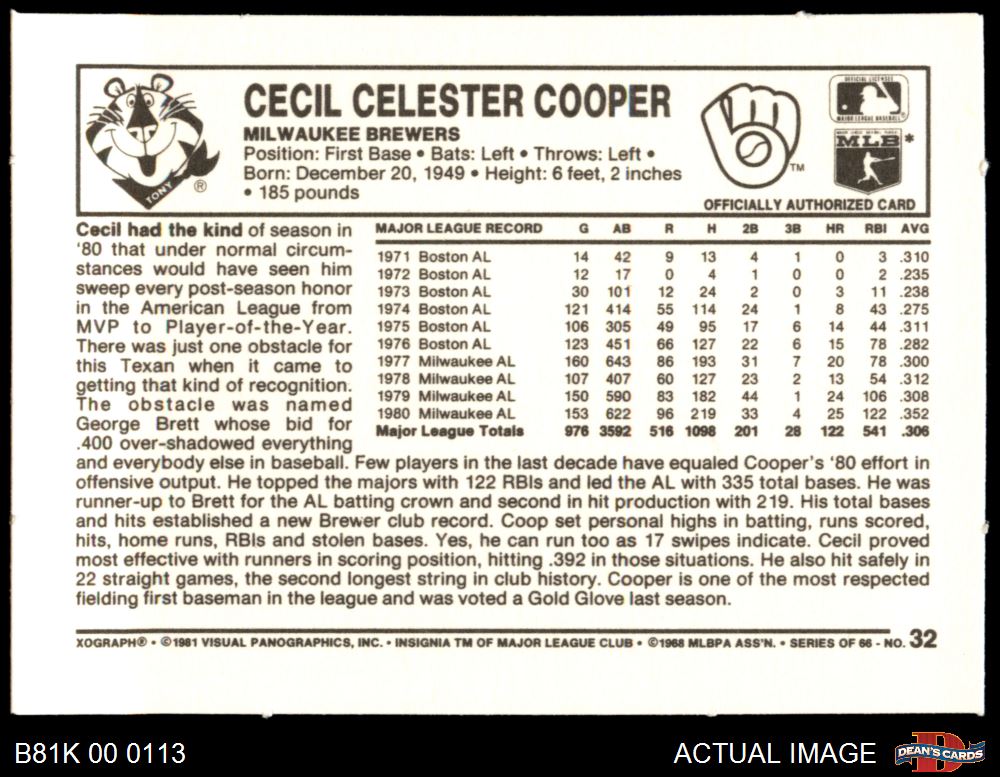 CECIL CELESTER COOPER
MILWAUKEE BREWERS
Position: First Base • Bats: Left • Throws: Left •
Born: December 20, 1949 • Height: 6 feet, 2 inches
• 185 pounds
TONY
®
TM
OFFICIAL LICENSEE
MAJOR LEAGUE BASEBALL
MLB*
OFFICIALLY AUTHORIZED CARD
Cecil had the kind of season in
'80 that under normal circum-
stances would have seen him
sweep every post-season honor
in the American League from
MVP to Player-of-the-Year.
There was just one obstacle for
this Texan when it came to
getting that kind of recognition.
The obstacle was named
George Brett whose bid for
.400 over-shadowed everything
MAJOR LEAGUE RECORD G AB R H 2B 3B HR RBI AVG
1971 Boston AL 14 42 9 13 4 1 0 3 .310
1972 Boston AL 12 17 0 4 1 0 0 2 .235
1973 Boston AL 30 101 12 24 2 0 3 11 .238
1974 Boston AL 121 414 55 114 24 1 8 43 .275
1975 Boston AL 106 305 49 95 17 6 14 44 .311
1976 Boston AL 123 451 66 127 22 6 15 78 .282
1977 Milwaukee AL 160 643 86 193 31 7 20 78 .300
1978 Milwaukee AL 107 407 60 127 23 2 13 54 .312
1979 Milwaukee AL 150 590 83 182 44 1 24 106 .308
1980 Milwaukee AL 153 622 96 219 33 4 25 122 .352
Major League Totals 976 3592 516 1098 201 28 122 541 .306
and everybody else in baseball. Few players in the last decade have equaled Cooper's '80 effort in
offensive output. He topped the majors with 122 RBIs and led the AL with 335 total bases. He was
runner-up to Brett for the AL batting crown and second in hit production with 219. His total bases
and hits established a new Brewer club record. Coop set personal highs in batting, runs scored,
hits, home runs, RBIs and stolen bases. Yes, he can run too as 17 swipes indicate. Cecil proved
most effective with runners in scoring position, hitting .392 in those situations. He also hit safely in
22 straight games, the second longest string in club history. Cooper is one of the most respected
fielding first baseman in the league and was voted a Gold Glove last season.
XOGRAPH® • ©1981 VISUAL PANOGRAPHICS, INC. • INSIGNIA TM OF MAJOR LEAGUE CLUB • ©1968 MLBPA ASS'N. • SERIES OF 66 - NO. 32
B81K 00 0113
ACTUAL IMAGE
DEAN'S CARDS